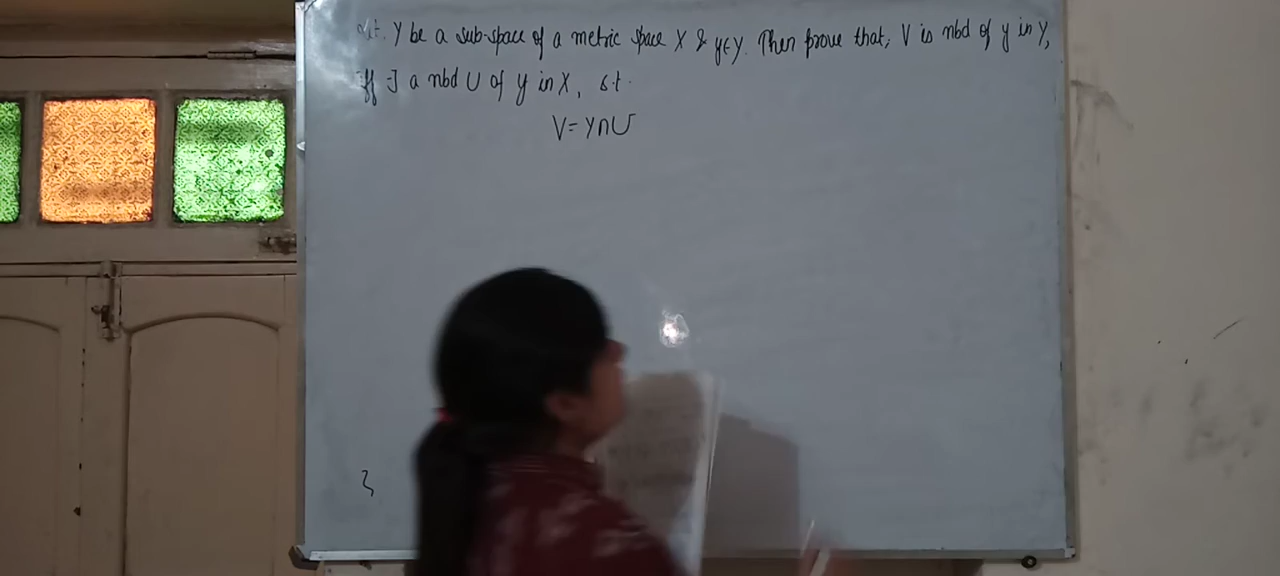 Let. Y be a sub-space of a metric space X & y∈Y. Then prove that, V is nbd of y in Y,
iff ∃ a nbd U of y in X, s.t.
V=Y∩U